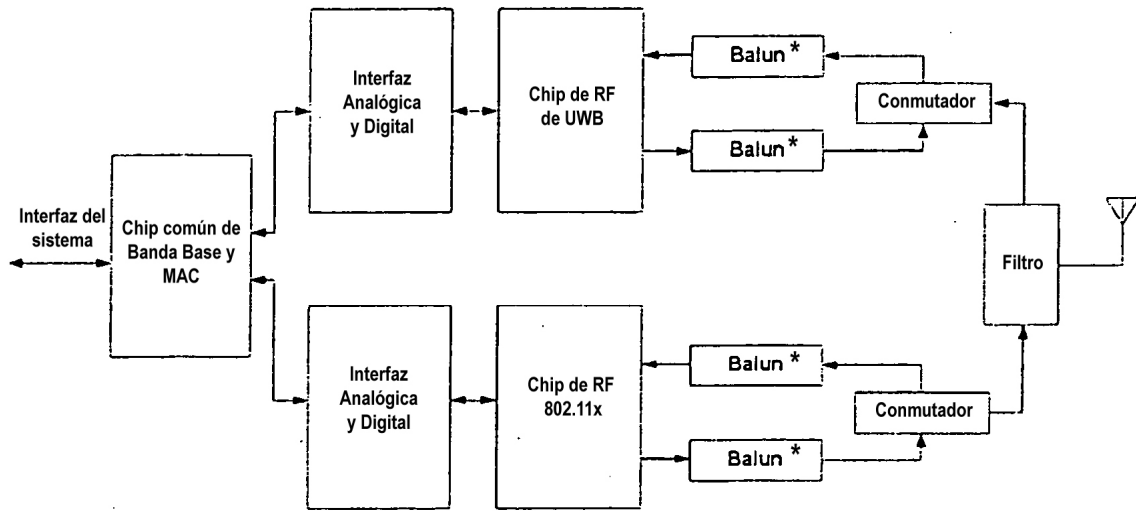 Interfaz
Analógica
y Digital
Chip de RF
de UWB
Balun *
Balun *
Conmutador
Interfaz del
sistema
Chip común de
Banda Base y
MAC
Filtro
Interfaz
Analógica
y Digital
Chip de RF
802.11x
Balun *
Balun *
Conmutador